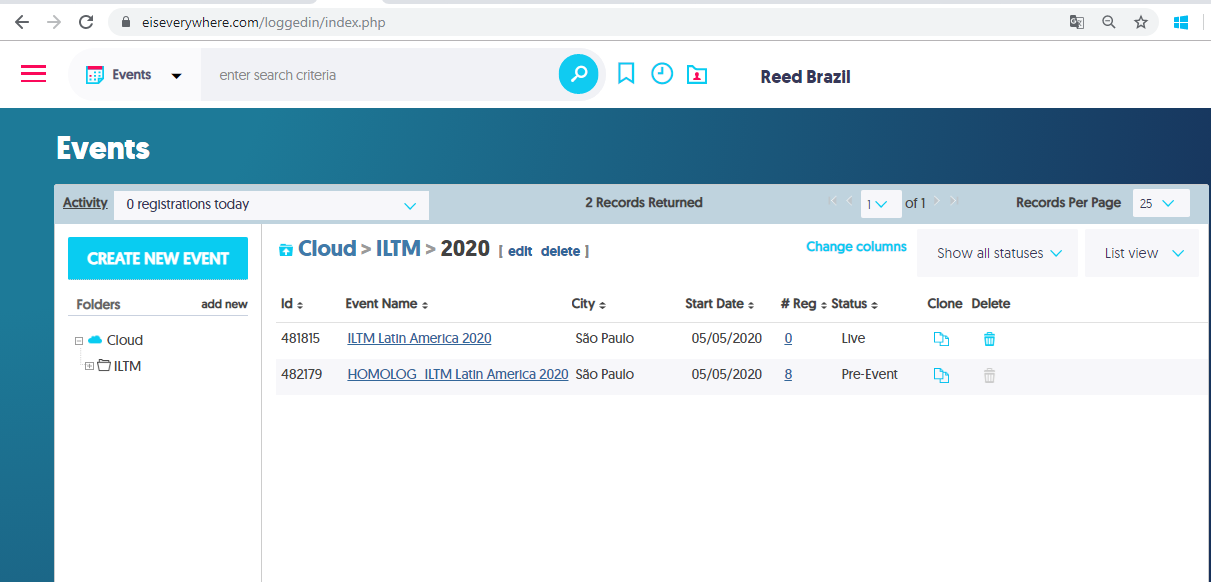 eiseverywhere.com/loggedin/index.php
Events enter search criteria Reed Brazil
Events
Activity 0 registrations today 2 Records Returned 1 of 1 Records Per Page 25
CREATE NEW EVENT
Folders add new
Cloud
ILTM
Cloud > ILTM > 2020 [ edit delete ]
Change columns Show all statuses List view
Id Event Name City Start Date # Reg Status Clone Delete
481815 ILTM Latin America 2020 São Paulo 05/05/2020 0 Live
482179 HOMOLOG_ILTM Latin America 2020 São Paulo 05/05/2020 8 Pre-Event